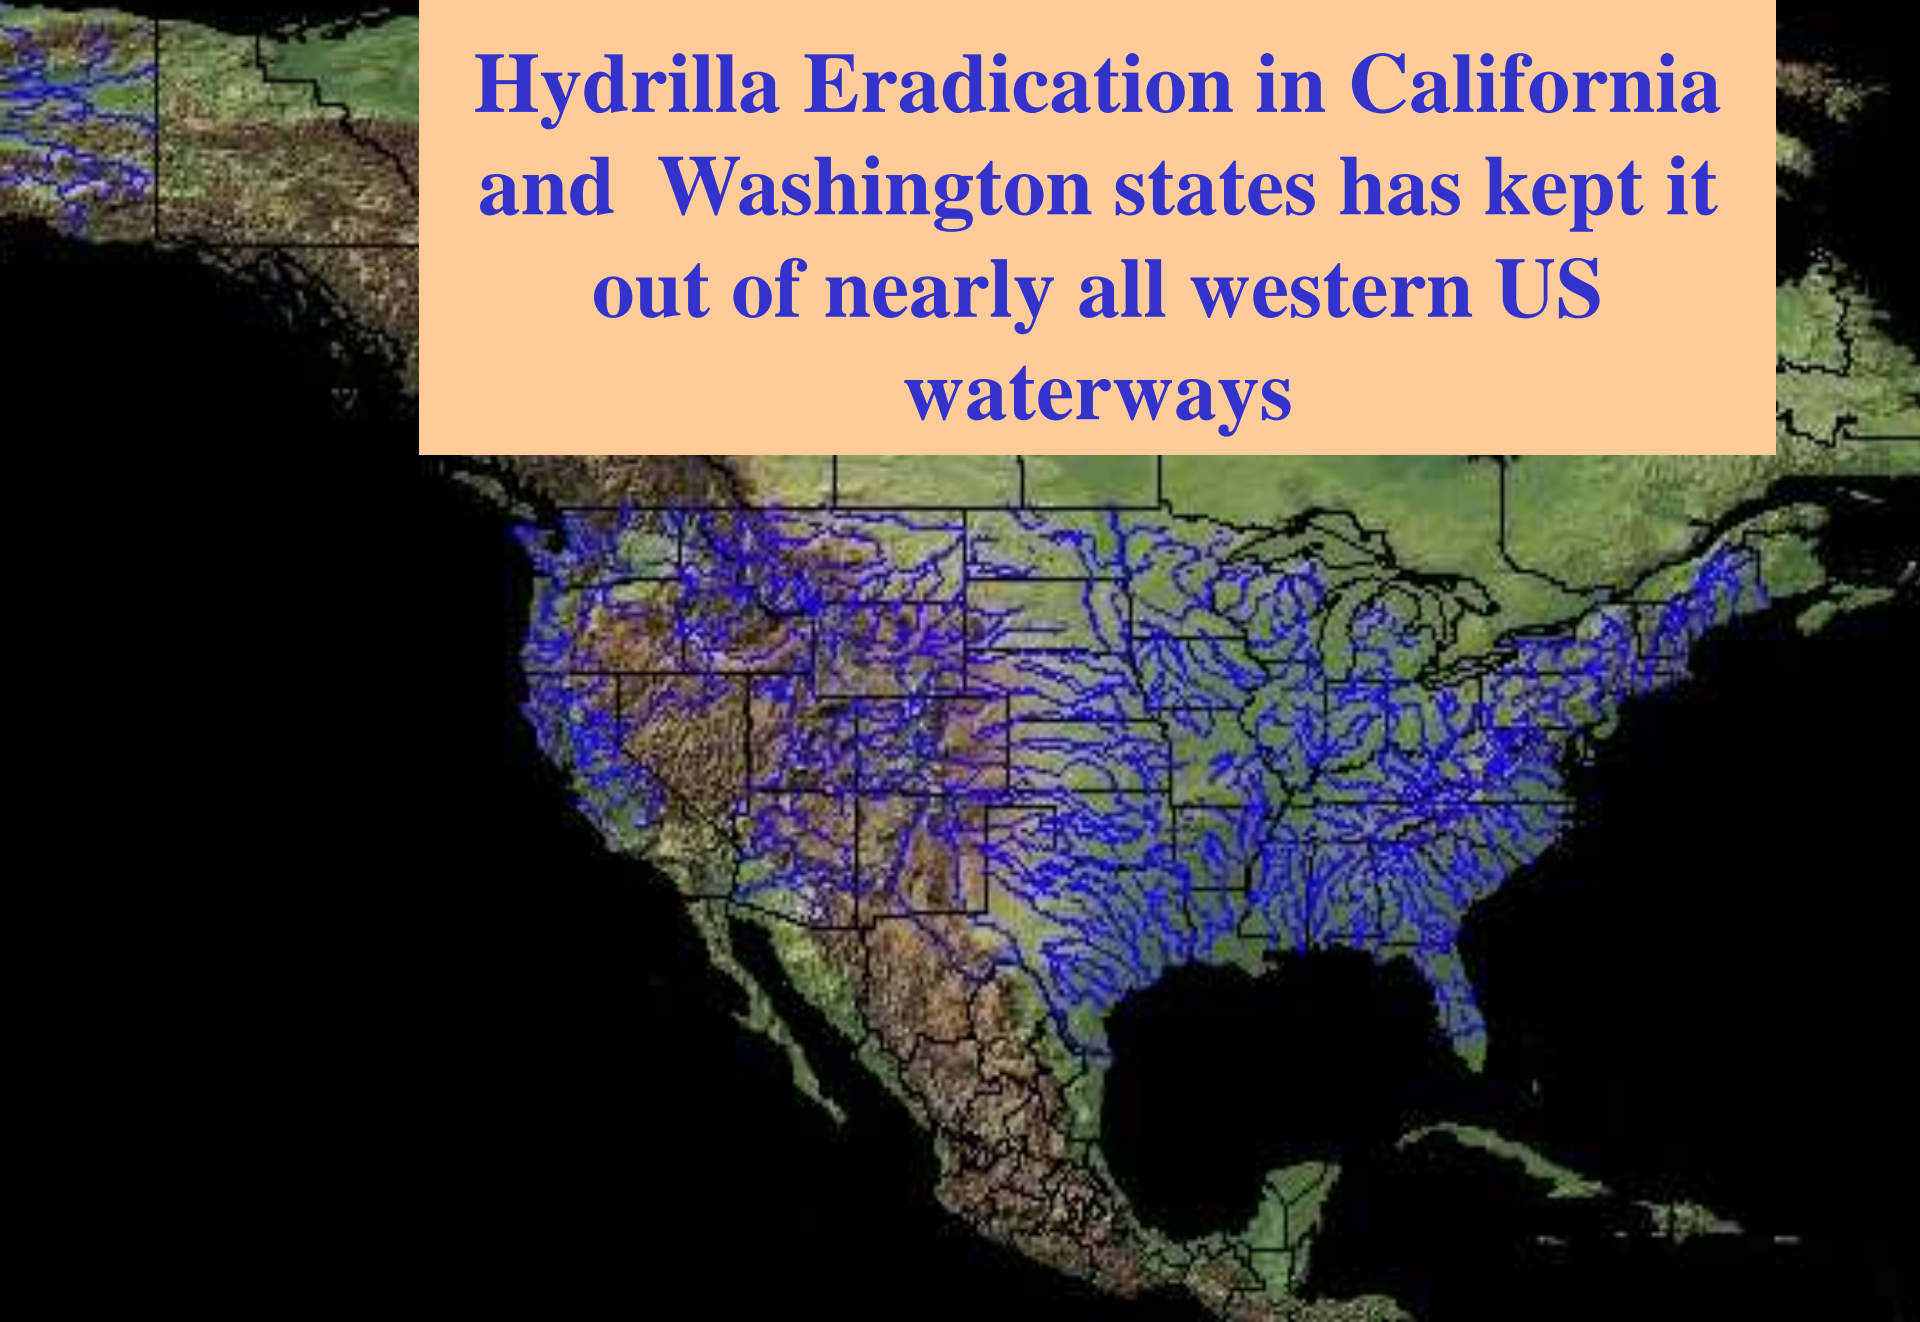 Hydrilla Eradication in California
and  Washington states has kept it
out of nearly all western US
waterways